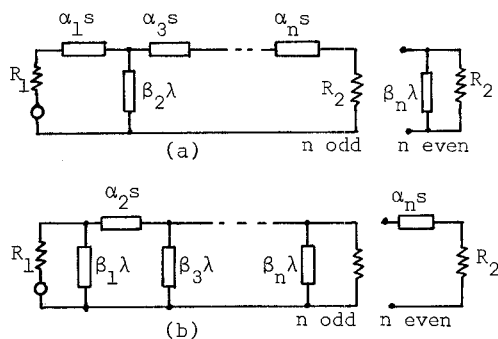 α₁s α₃s αₙs
R₁ β₂λ R₂ βₙλ R₂
(a) n odd n even
α₂s αₙs
R₁ β₁λ β₃λ βₙλ R₂
(b) n odd n even